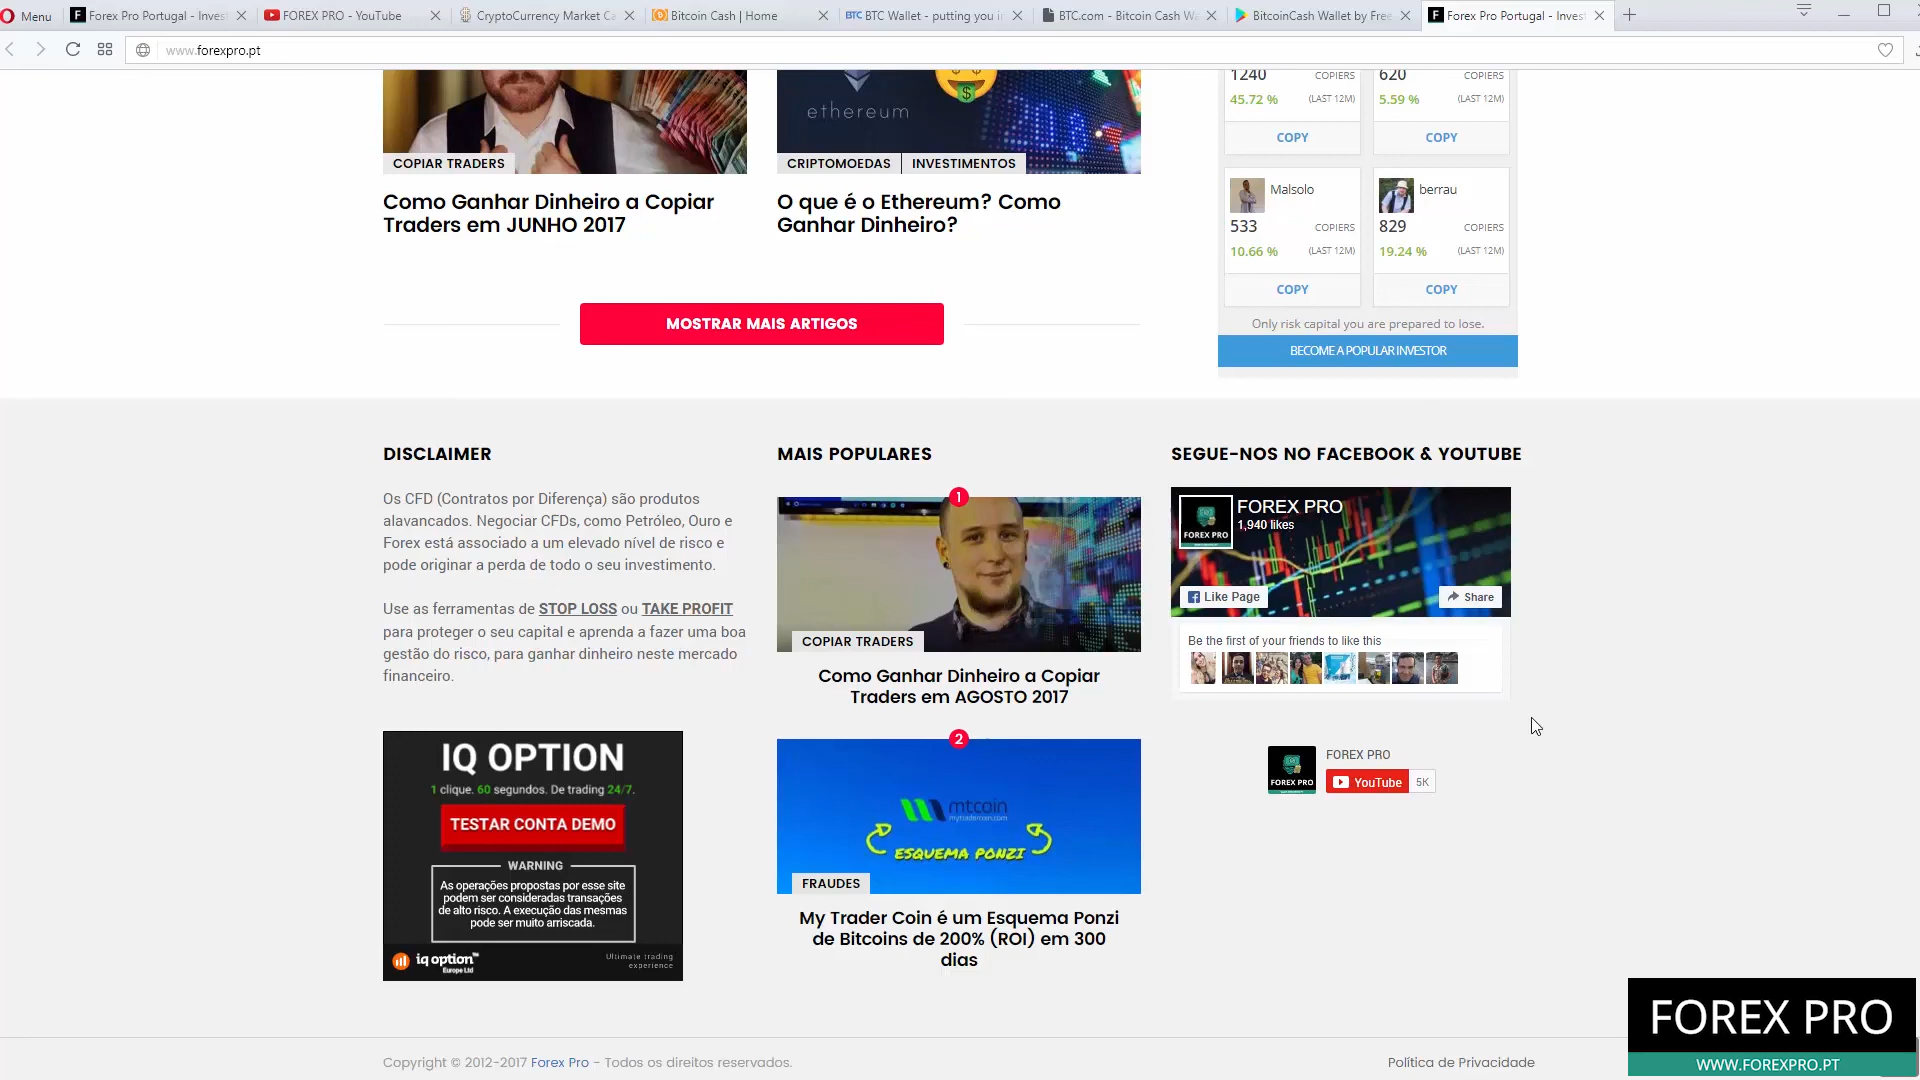 Menu
Forex Pro Portugal - Inves
FOREX PRO - YouTube
CryptoCurrency Market Ca
Bitcoin Cash | Home
BTC Wallet - putting you i
BTC.com - Bitcoin Cash Wa
BitcoinCash Wallet by Free
Forex Pro Portugal - Inves
www.forexpro.pt
1240 COPIERS
45.72 % (LAST 12M)
COPY
620 COPIERS
5.59 % (LAST 12M)
COPY
ethereum
COPIAR TRADERS
CRIPTOMOEDAS
INVESTIMENTOS
Como Ganhar Dinheiro a Copiar
Traders em JUNHO 2017
O que é o Ethereum? Como
Ganhar Dinheiro?
Malsolo
533 COPIERS
10.66 % (LAST 12M)
COPY
berrau
829 COPIERS
19.24 % (LAST 12M)
COPY
MOSTRAR MAIS ARTIGOS
Only risk capital you are prepared to lose.
BECOME A POPULAR INVESTOR
DISCLAIMER
Os CFD (Contratos por Diferença) são produtos
alavancados. Negociar CFDs, como Petróleo, Ouro e
Forex está associado a um elevado nível de risco e
pode originar a perda de todo o seu investimento.
Use as ferramentas de STOP LOSS ou TAKE PROFIT
para proteger o seu capital e aprenda a fazer uma boa
gestão do risco, para ganhar dinheiro neste mercado
financeiro.
IQ OPTION
1 clique. 60 segundos. De trading 24/7.
TESTAR CONTA DEMO
WARNING
As operações propostas por esse site
podem ser consideradas transações
de alto risco. A execução das mesmas
pode ser muito arriscada.
iq option™
Europe Ltd
Ultimate trading
experience
MAIS POPULARES
1
COPIAR TRADERS
Como Ganhar Dinheiro a Copiar
Traders em AGOSTO 2017
2
mtcoin
mytradercoin.com
ESQUEMA PONZI
FRAUDES
My Trader Coin é um Esquema Ponzi
de Bitcoins de 200% (ROI) em 300
dias
SEGUE-NOS NO FACEBOOK & YOUTUBE
FOREX PRO
FOREX PRO
1,940 likes
Like Page
Share
Be the first of your friends to like this
FOREX PRO
FOREX PRO
YouTube 5K
Copyright © 2012-2017 Forex Pro - Todos os direitos reservados.
Política de Privacidade
FOREX PRO
WWW.FOREXPRO.PT